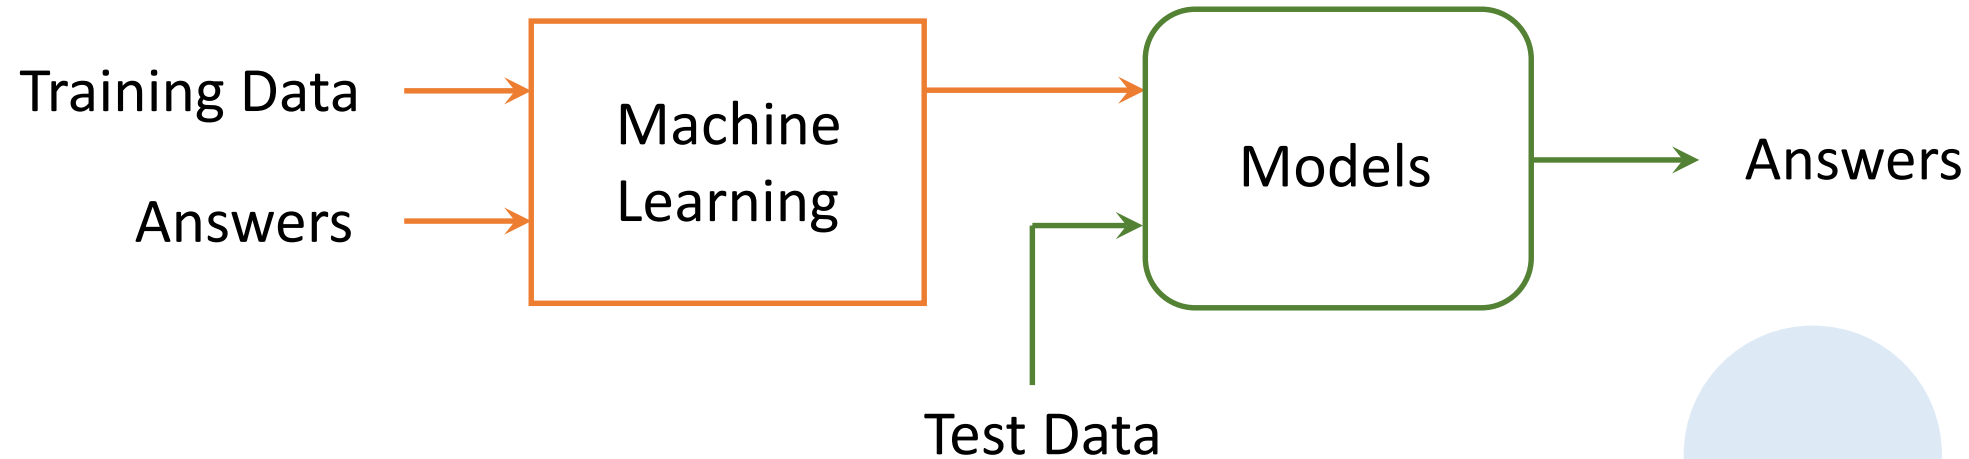 Training Data
Answers
Machine
Learning
Models
Test Data
Answers